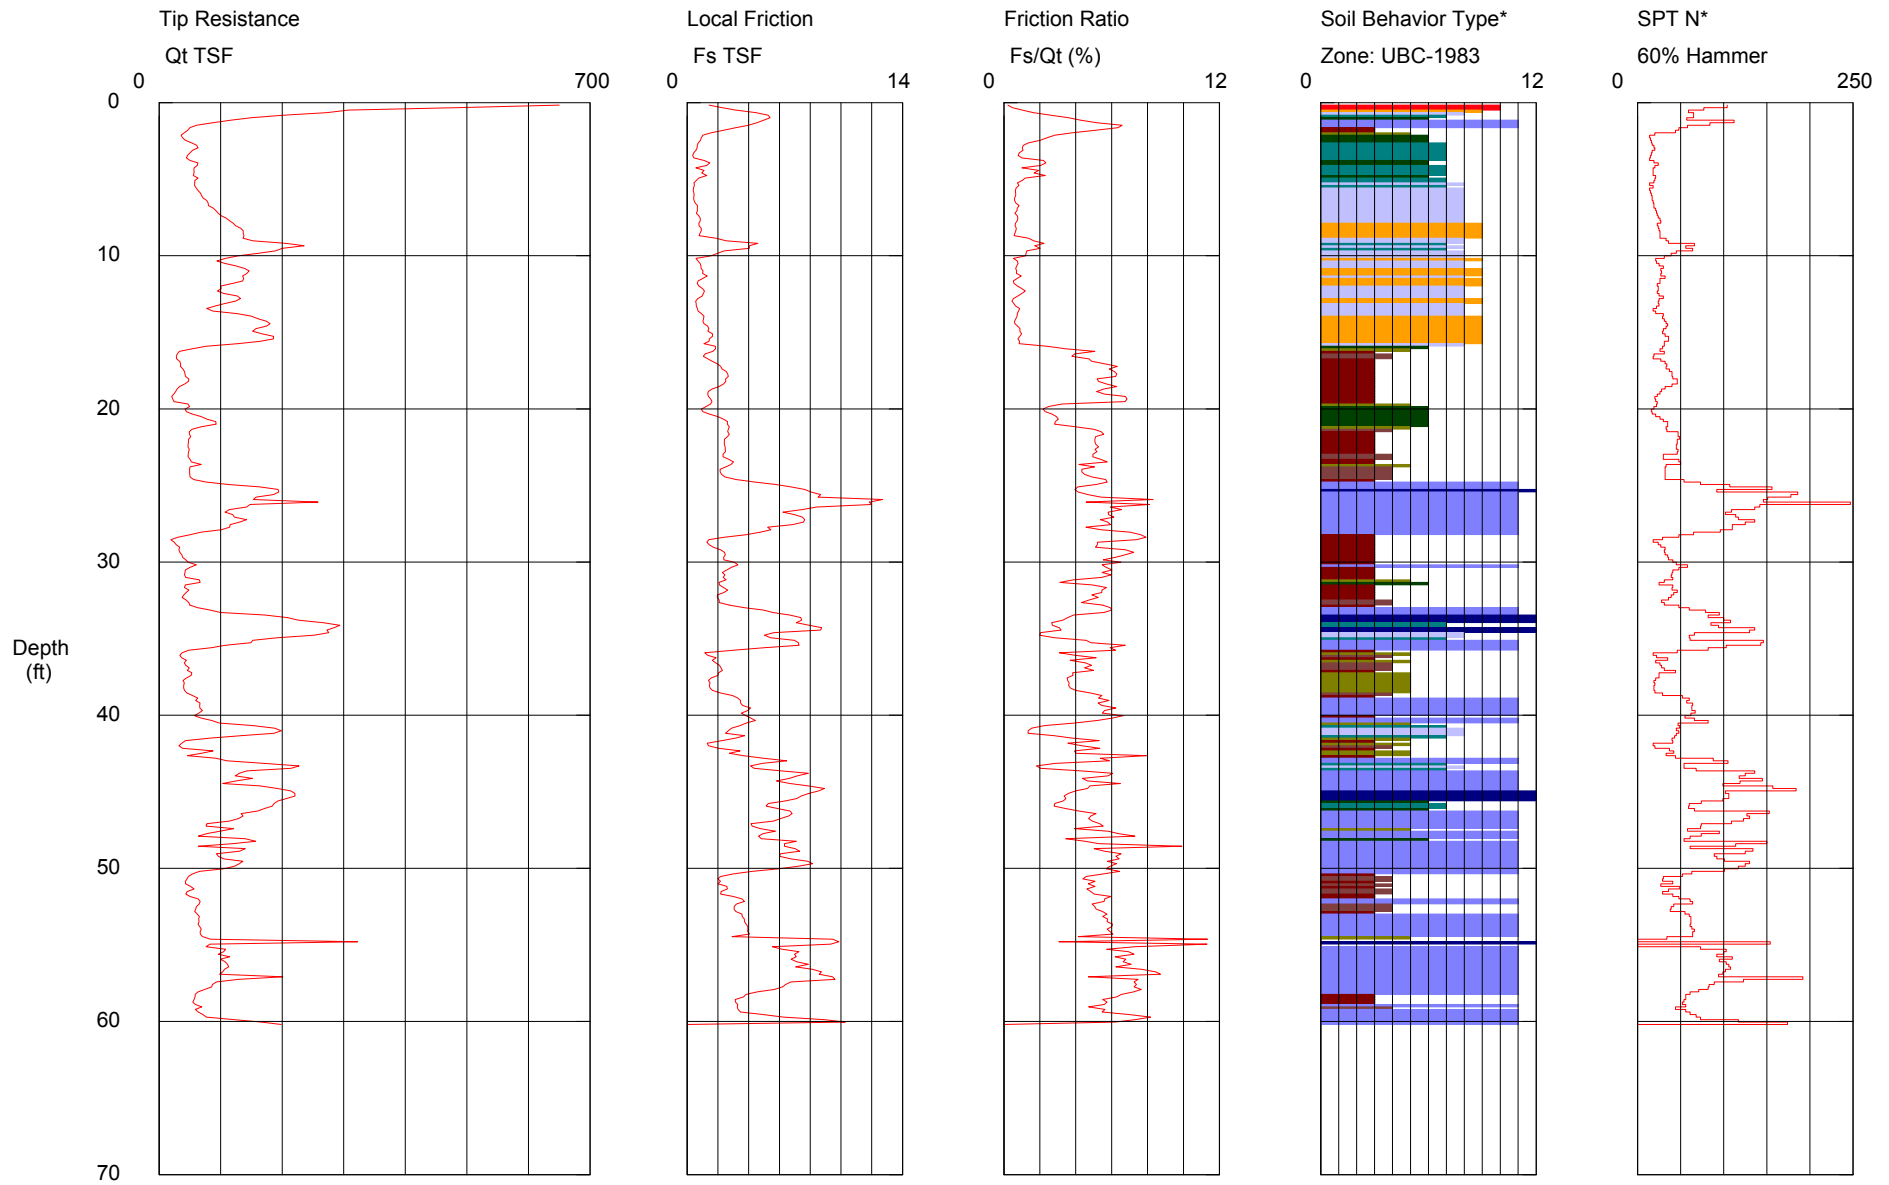 Tip Resistance Local Friction Friction Ratio Soil Behavior Type* SPT N*
Qt TSF Fs TSF Fs/Qt (%) Zone: UBC-1983 60% Hammer
0 700 0 14 0 12 0 12 0 250
0
10
20
30
40
50
60
70
Depth
(ft)